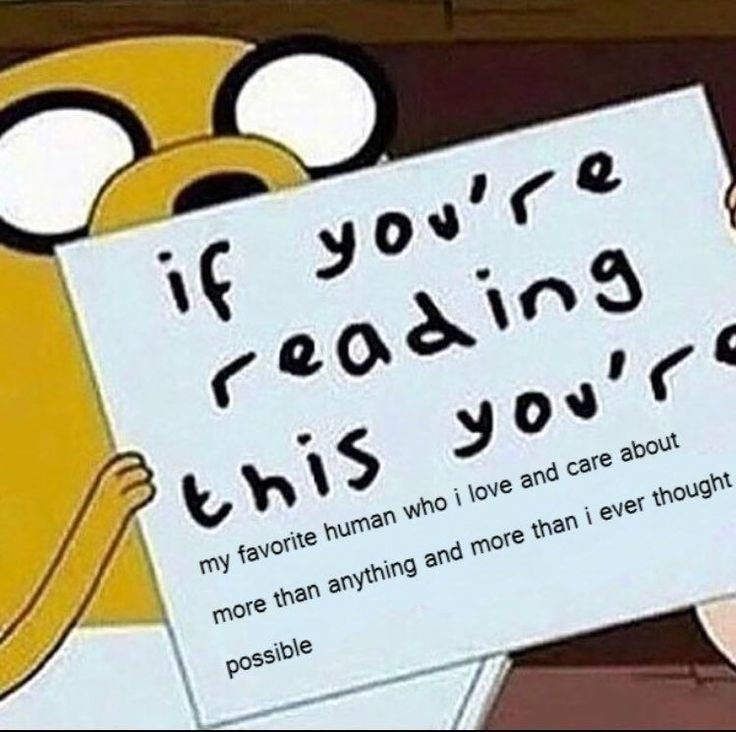 if you're
reading
this you're
my favorite human who i love and care about
more than anything and more than i ever thought
possible